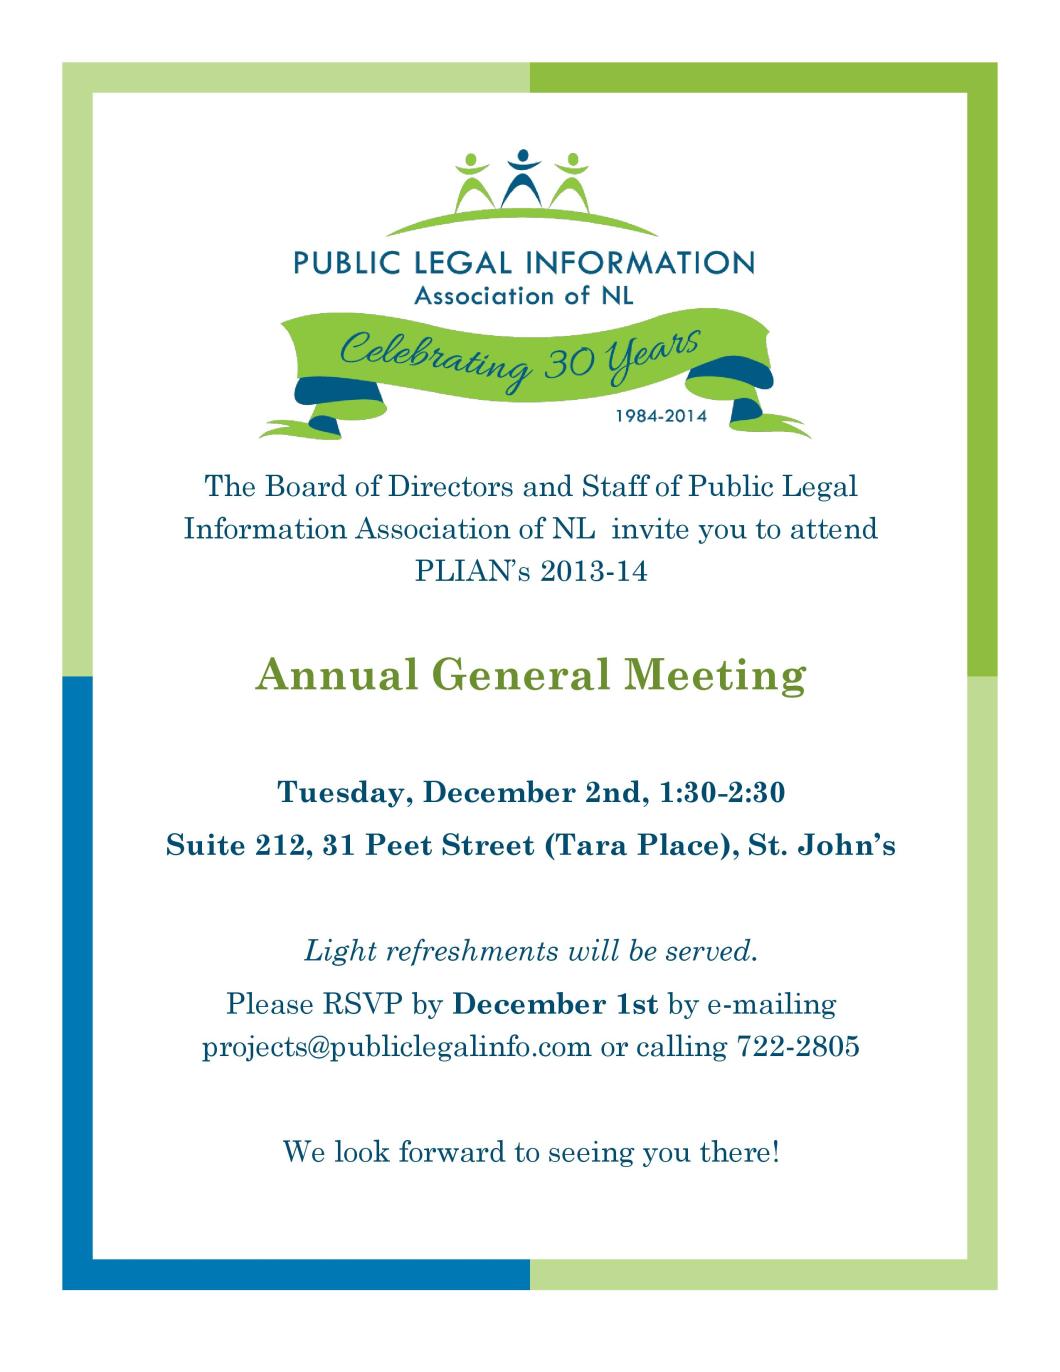 PUBLIC LEGAL INFORMATION
Association of NL
Celebrating 30 Years
1984-2014
The Board of Directors and Staff of Public Legal
Information Association of NL  invite you to attend
PLIAN’s 2013-14
Annual General Meeting
Tuesday, December 2nd, 1:30-2:30
Suite 212, 31 Peet Street (Tara Place), St. John’s
Light refreshments will be served.
Please RSVP by December 1st by e-mailing
projects@publiclegalinfo.com or calling 722-2805
We look forward to seeing you there!